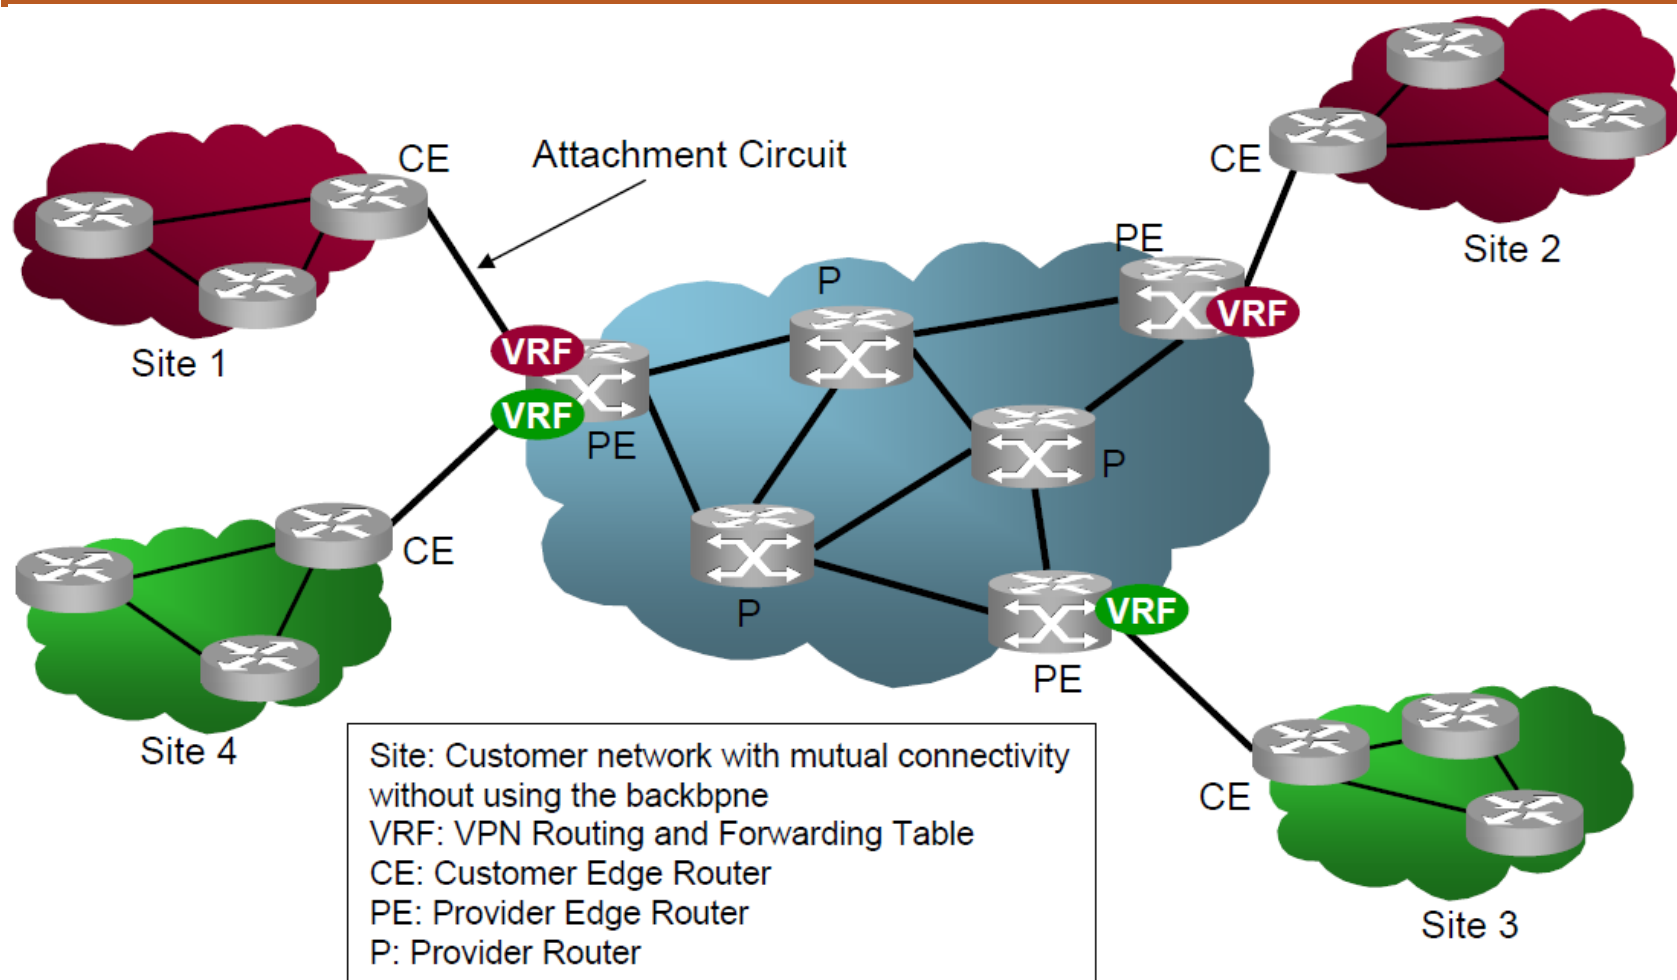 CE
Attachment Circuit
CE
Site 2
PE
P
VRF
Site 1
VRF
VRF
PE
P
CE
P
VRF
Site 4
PE
CE
Site 3
Site: Customer network with mutual connectivity
without using the backbpne
VRF: VPN Routing and Forwarding Table
CE: Customer Edge Router
PE: Provider Edge Router
P: Provider Router